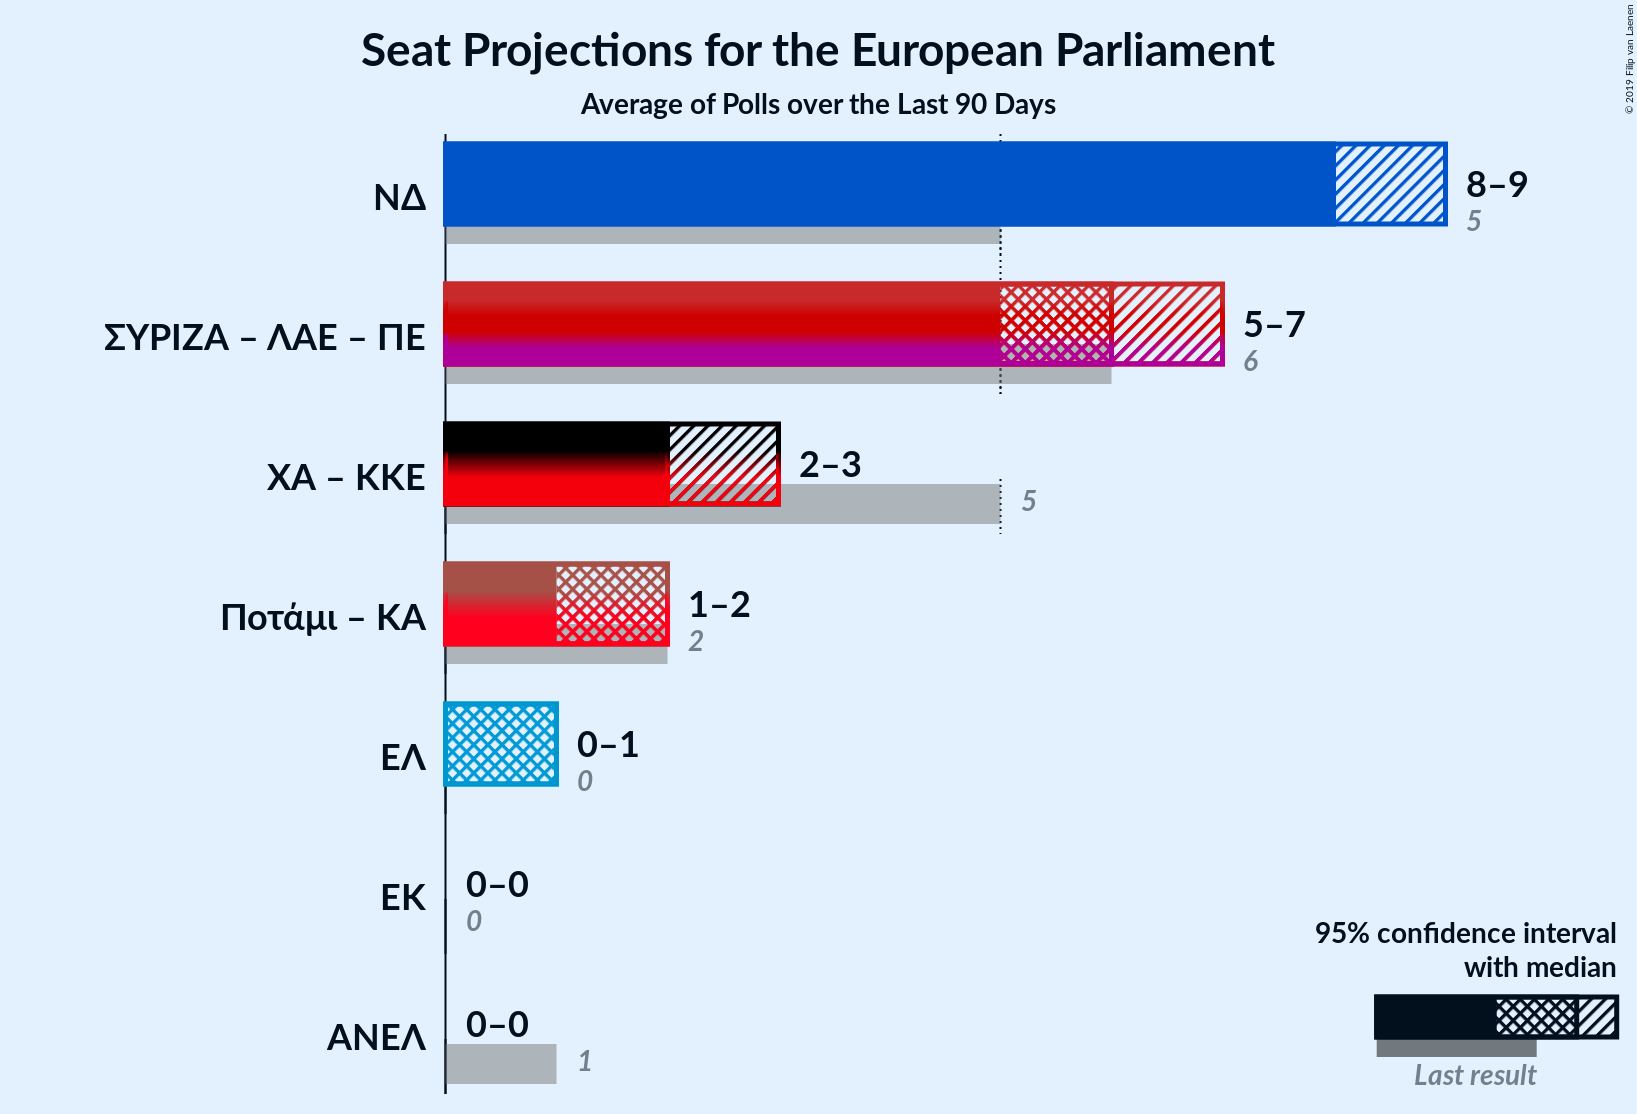 Seat Projections for the European Parliament
Average of Polls over the Last 90 Days
© 2019 Filip van Laenen
ΝΔ
8–9
5
ΣΥΡΙΖΑ – ΛΑΕ – ΠΕ
5–7
6
ΧΑ – ΚΚΕ
2–3
5
Ποτάμι – ΚΑ
1–2
2
ΕΛ
0–1
0
ΕΚ
0–0
0
ΑΝΕΛ
0–0
1
95% confidence interval
with median
Last result